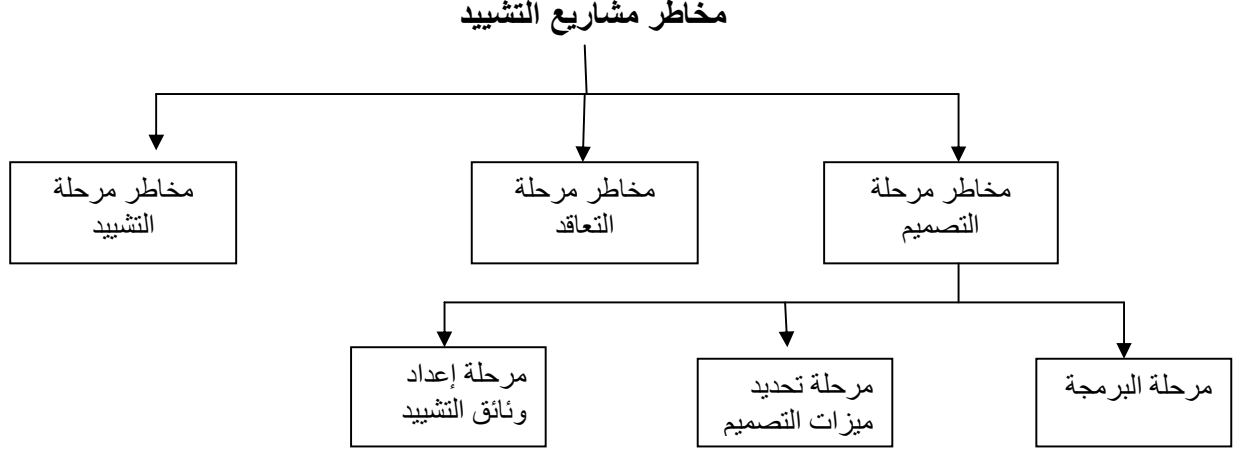 مخاطر مشاريع التشييد
مخاطر مرحلة
التصميم
مخاطر مرحلة
التعاقد
مخاطر مرحلة
التشييد
مرحلة البرمجة
مرحلة تحديد
ميزات التصميم
مرحلة إعداد
وثائق التشييد